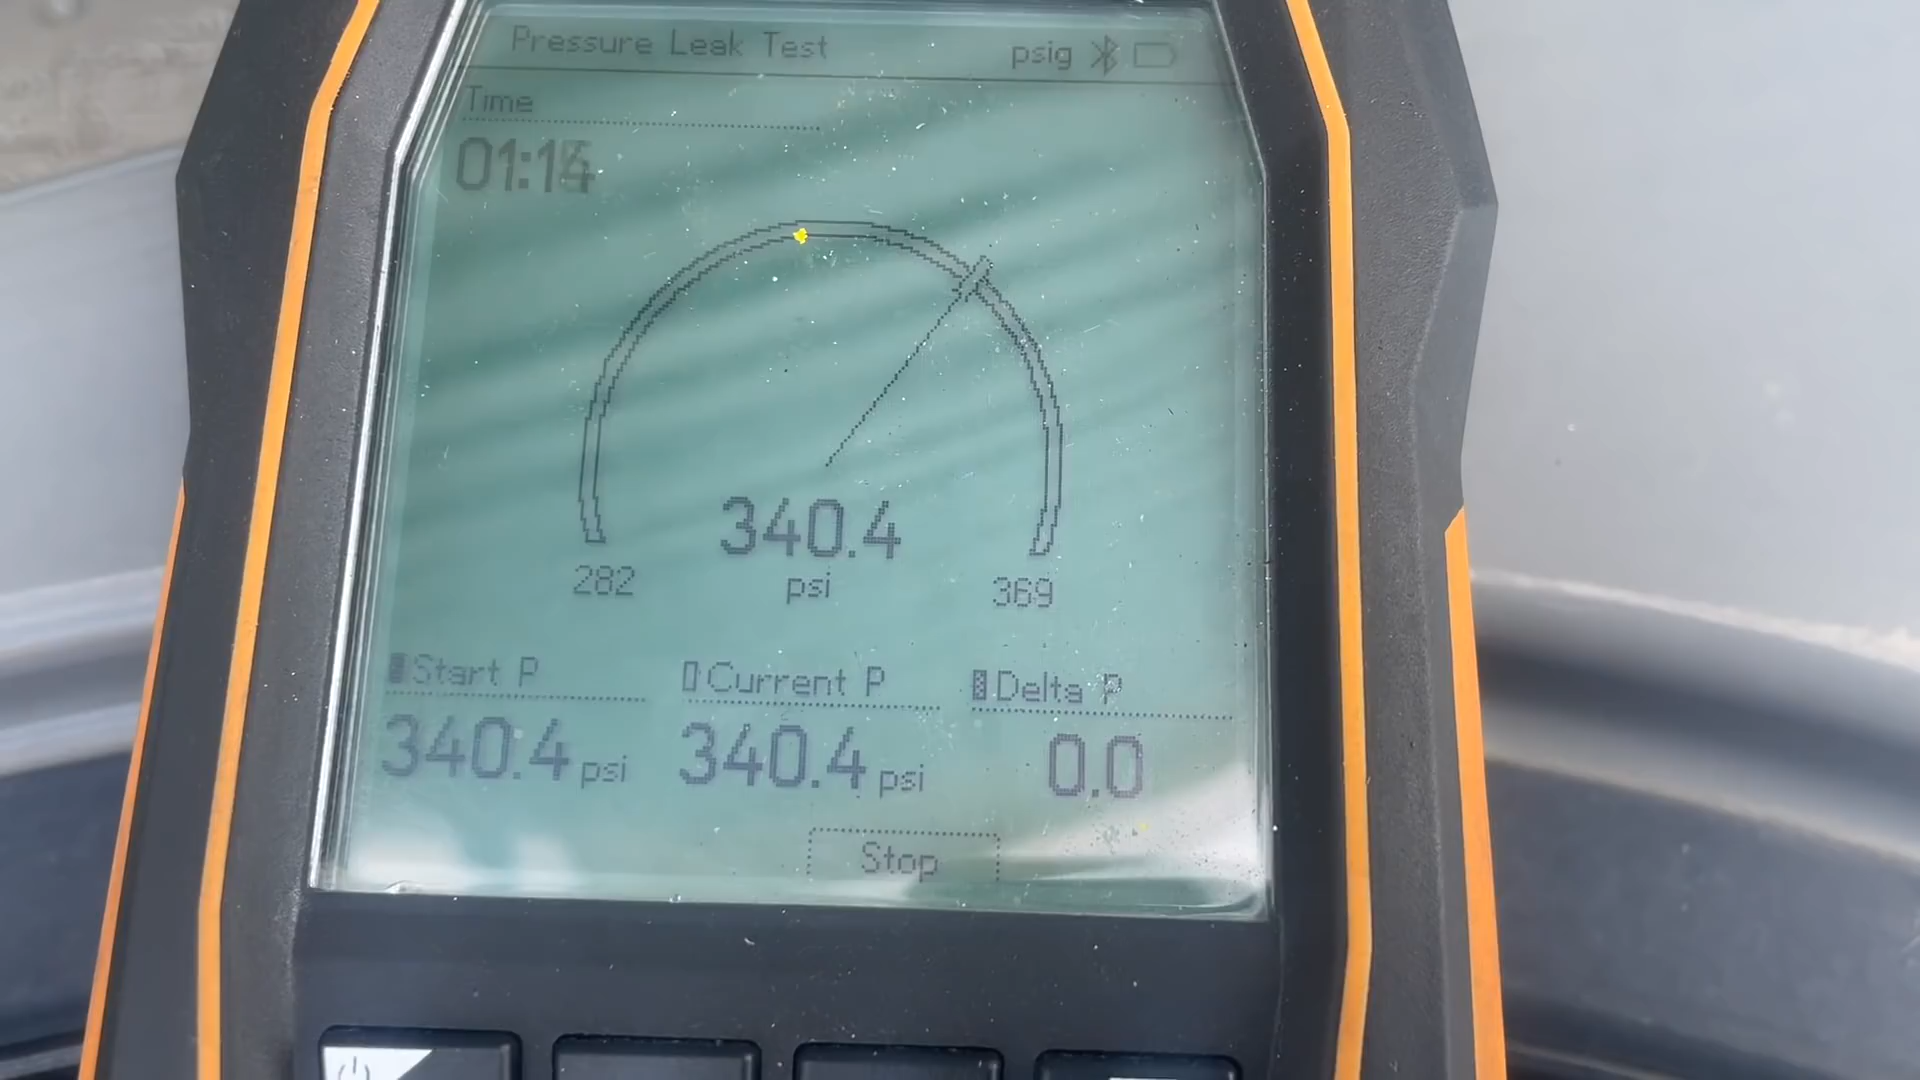 Pressure Leak Test psig
Time
340.4
psi
282 369
Start P Current P Delta P
340.4 psi 340.4 psi 0.0
Stop